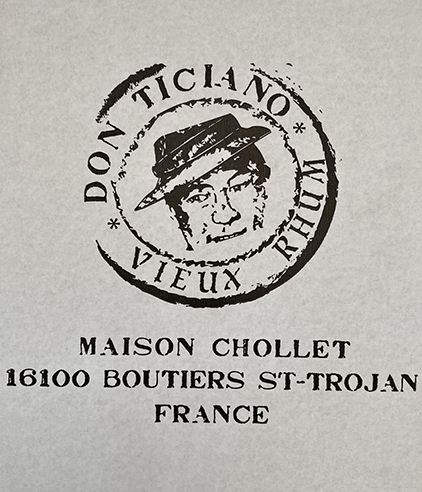 DON TICIANO
* VIEUX RHUM *
MAISON CHOLLET
16100 BOUTIERS ST-TROJAN
FRANCE